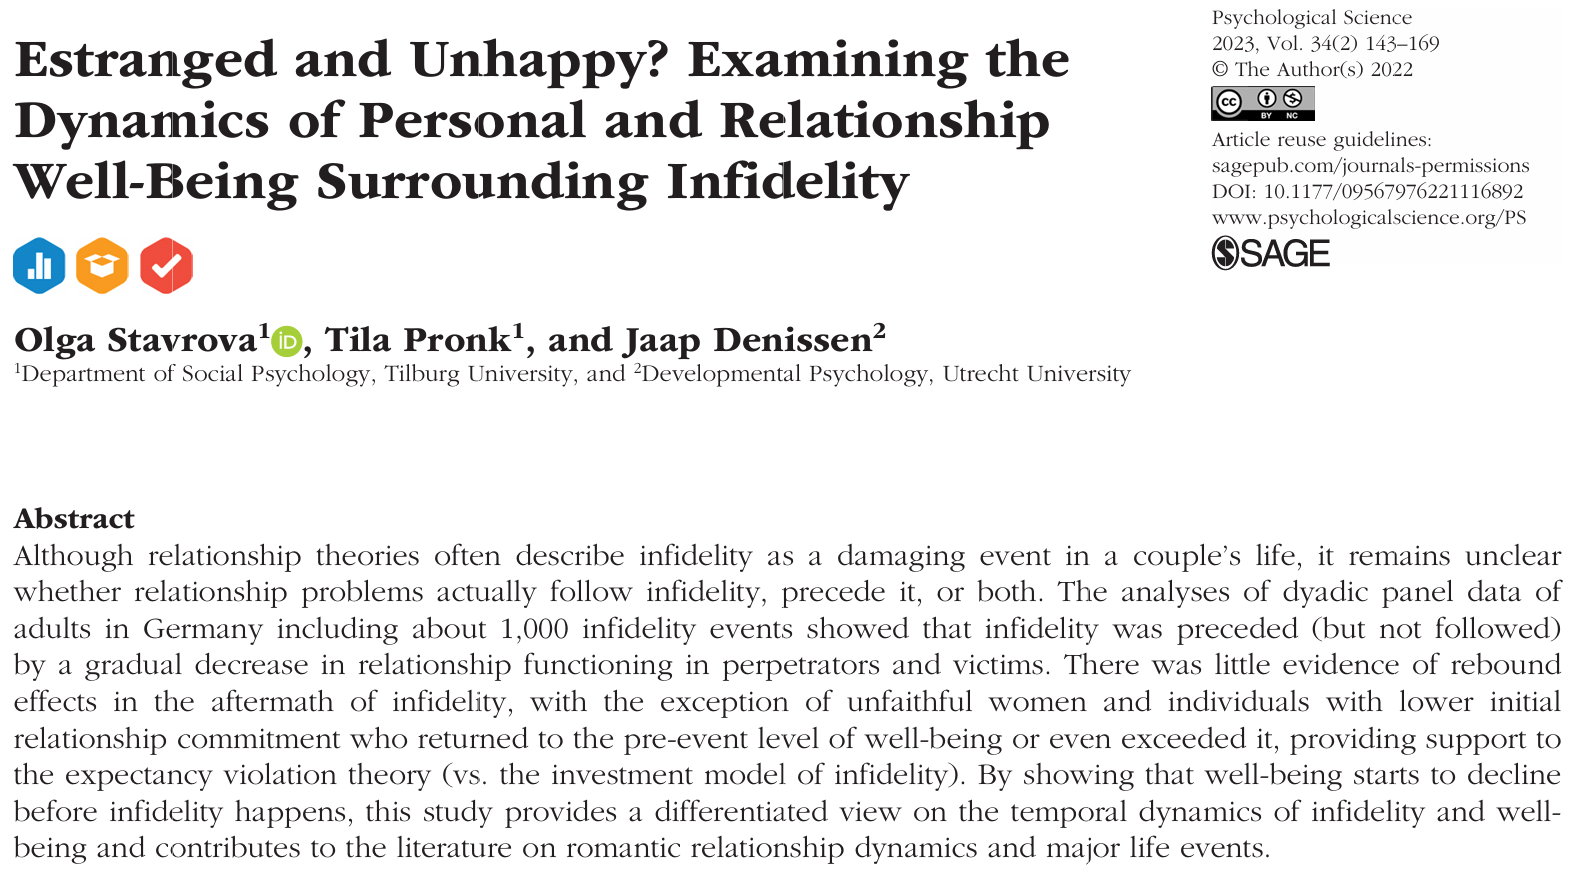 Estranged and Unhappy? Examining the
Dynamics of Personal and Relationship
Well-Being Surrounding Infidelity
Psychological Science
2023, Vol. 34(2) 143–169
© The Author(s) 2022
cc BY NC
Article reuse guidelines:
sagepub.com/journals-permissions
DOI: 10.1177/09567976221116892
www.psychologicalscience.org/PS
SSAGE
Olga Stavrova¹ iD, Tila Pronk¹, and Jaap Denissen²
¹Department of Social Psychology, Tilburg University, and ²Developmental Psychology, Utrecht University
Abstract
Although relationship theories often describe infidelity as a damaging event in a couple's life, it remains unclear
whether relationship problems actually follow infidelity, precede it, or both. The analyses of dyadic panel data of
adults in Germany including about 1,000 infidelity events showed that infidelity was preceded (but not followed)
by a gradual decrease in relationship functioning in perpetrators and victims. There was little evidence of rebound
effects in the aftermath of infidelity, with the exception of unfaithful women and individuals with lower initial
relationship commitment who returned to the pre-event level of well-being or even exceeded it, providing support to
the expectancy violation theory (vs. the investment model of infidelity). By showing that well-being starts to decline
before infidelity happens, this study provides a differentiated view on the temporal dynamics of infidelity and well-
being and contributes to the literature on romantic relationship dynamics and major life events.